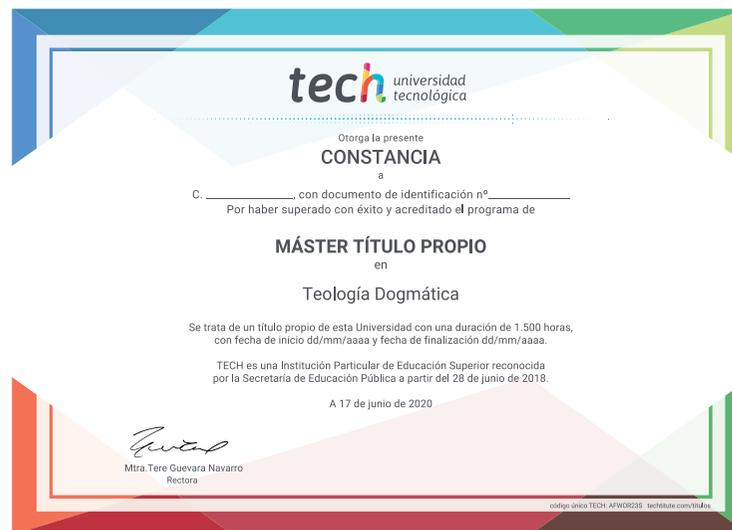 tech universidad
tecnológica
Otorga la presente
CONSTANCIA
a
C. ______________, con documento de identificación nº_____________
Por haber superado con éxito y acreditado el programa de
MÁSTER TÍTULO PROPIO
en
Teología Dogmática
Se trata de un título propio de esta Universidad con una duración de 1.500 horas,
con fecha de inicio dd/mm/aaaa y fecha de finalización dd/mm/aaaa.
TECH es una Institución Particular de Educación Superior reconocida
por la Secretaría de Educación Pública a partir del 28 de junio de 2018.
A 17 de junio de 2020
Mtra.Tere Guevara Navarro
Rectora
código único TECH: AFWOR23S techtitute.com/titulos